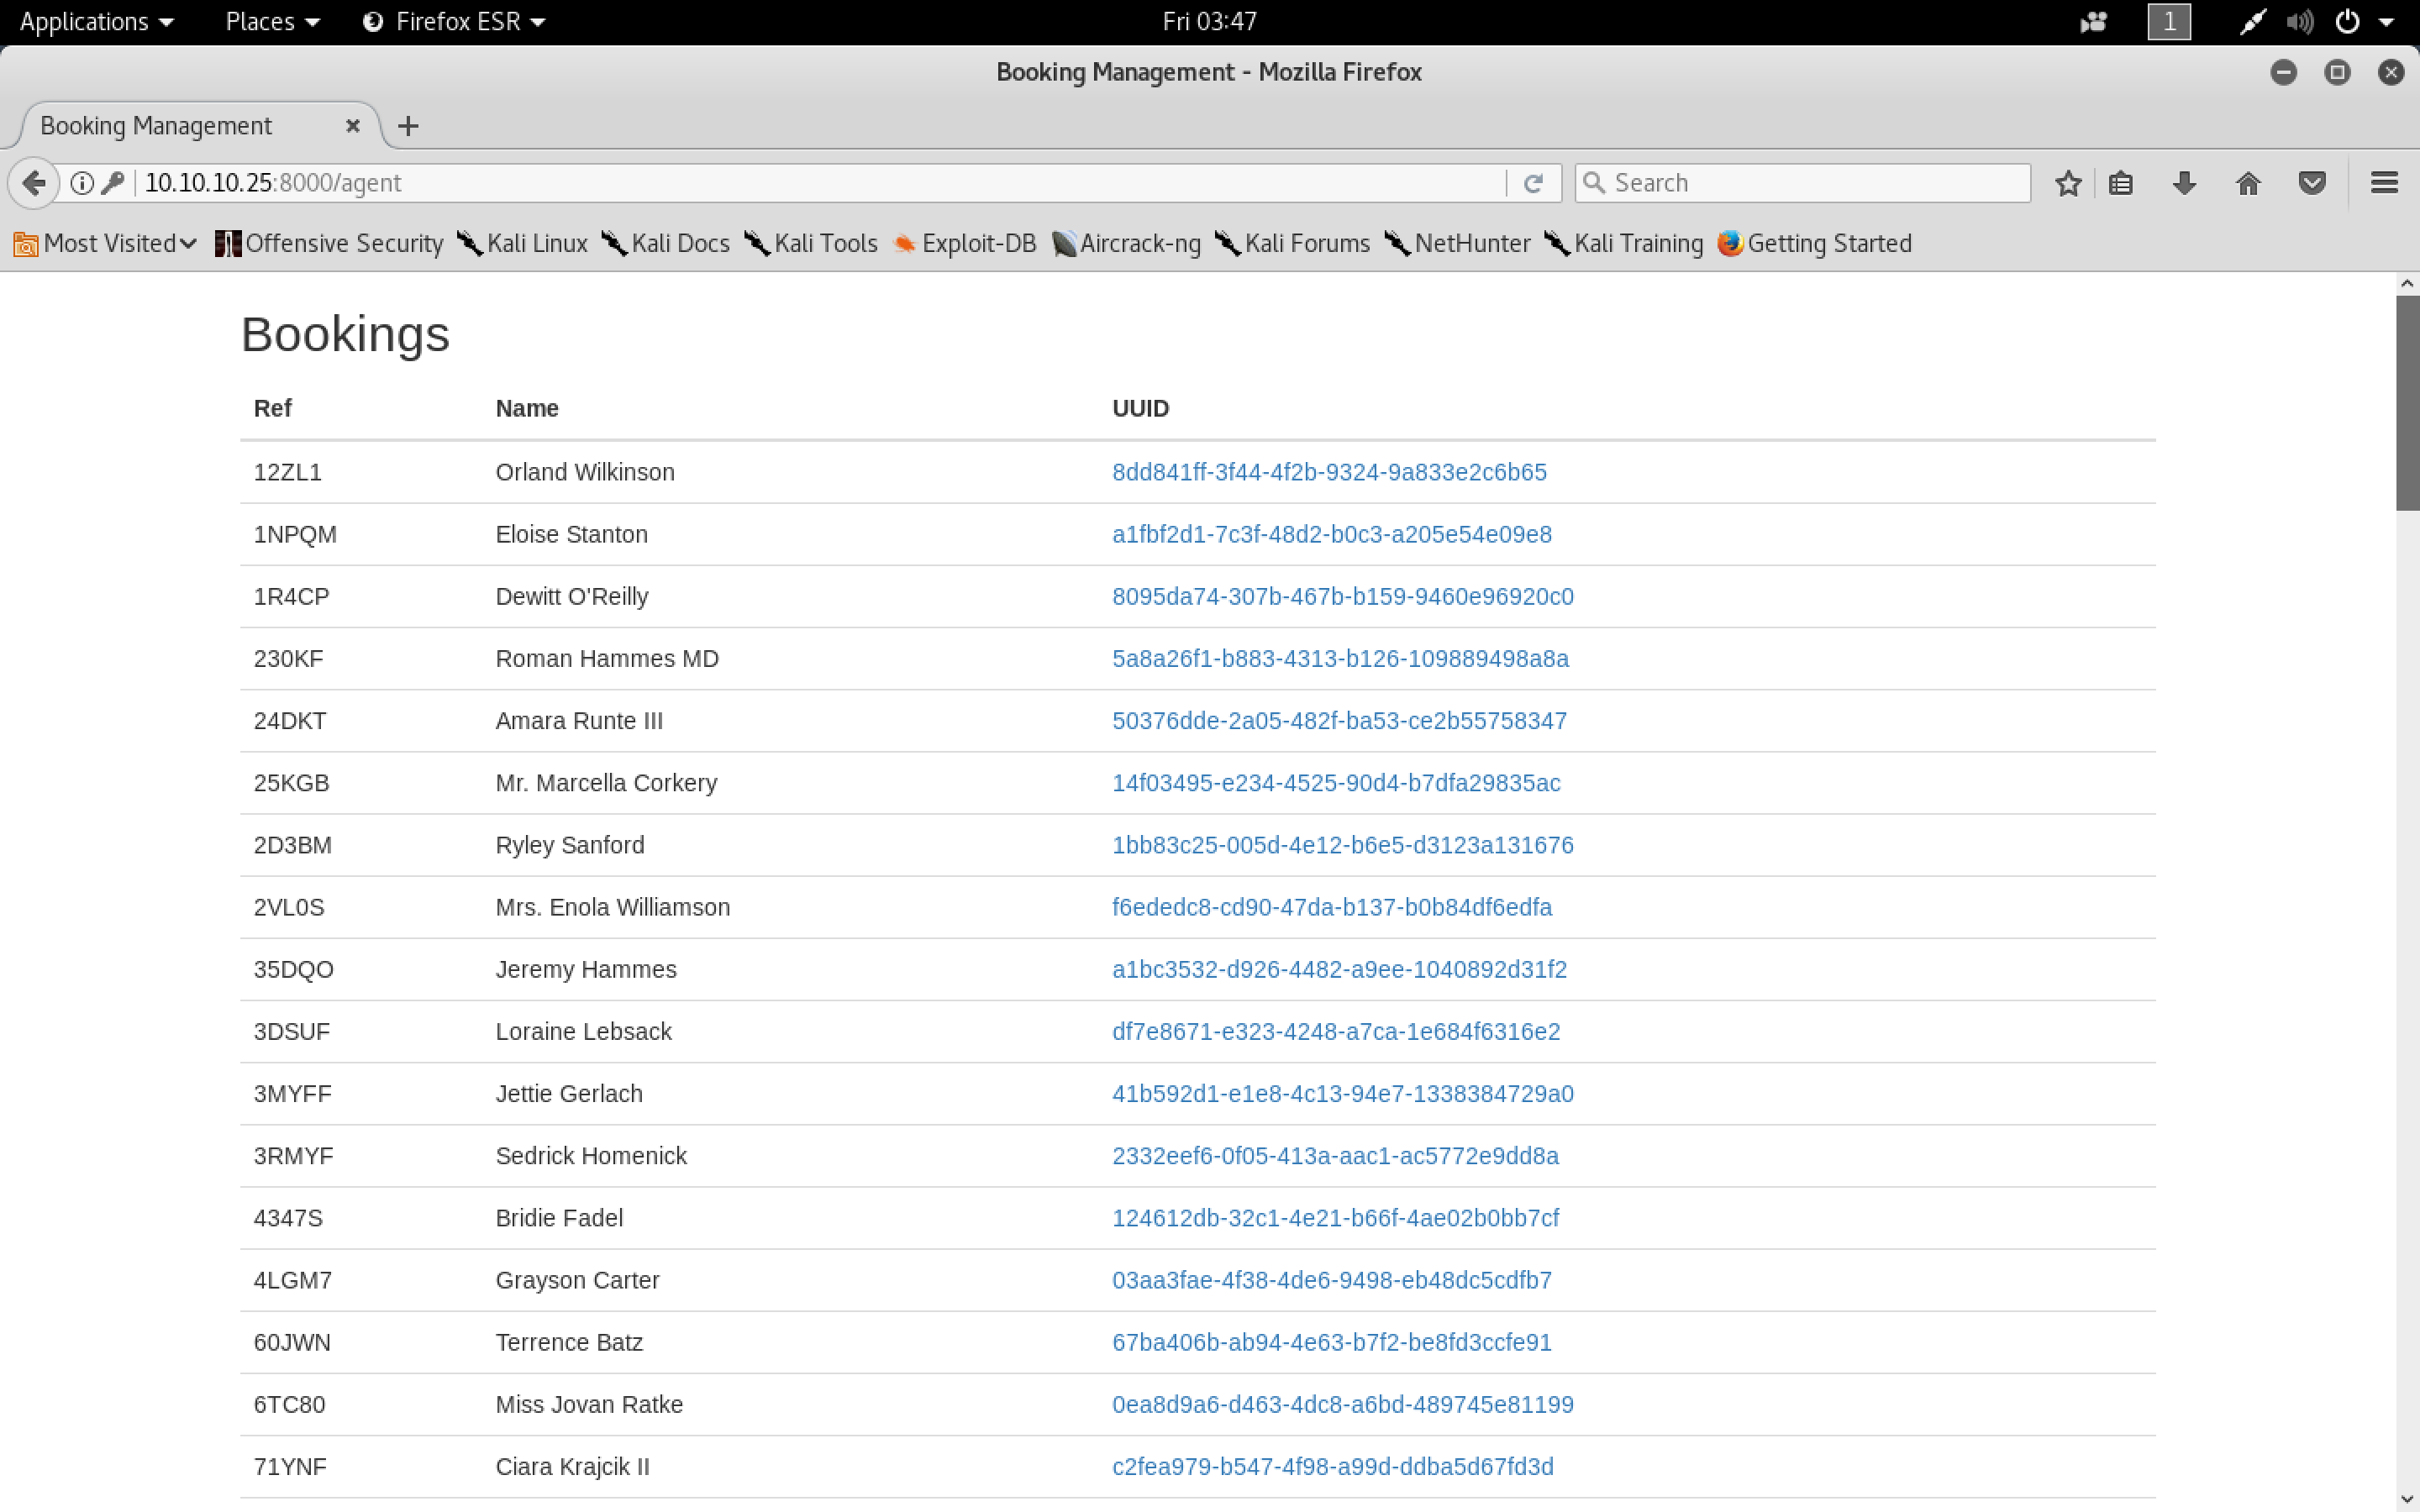 Applications Places Firefox ESR Fri 03:47 1
Booking Management - Mozilla Firefox
Booking Management
10.10.10.25:8000/agent Search
Most Visited Offensive Security Kali Linux Kali Docs Kali Tools Exploit-DB Aircrack-ng Kali Forums NetHunter Kali Training Getting Started
Bookings
Ref Name UUID
12ZL1 Orland Wilkinson 8dd841ff-3f44-4f2b-9324-9a833e2c6b65
1NPQM Eloise Stanton a1fbf2d1-7c3f-48d2-b0c3-a205e54e09e8
1R4CP Dewitt O'Reilly 8095da74-307b-467b-b159-9460e96920c0
230KF Roman Hammes MD 5a8a26f1-b883-4313-b126-109889498a8a
24DKT Amara Runte III 50376dde-2a05-482f-ba53-ce2b55758347
25KGB Mr. Marcella Corkery 14f03495-e234-4525-90d4-b7dfa29835ac
2D3BM Ryley Sanford 1bb83c25-005d-4e12-b6e5-d3123a131676
2VL0S Mrs. Enola Williamson f6ededc8-cd90-47da-b137-b0b84df6edfa
35DQO Jeremy Hammes a1bc3532-d926-4482-a9ee-1040892d31f2
3DSUF Loraine Lebsack df7e8671-e323-4248-a7ca-1e684f6316e2
3MYFF Jettie Gerlach 41b592d1-e1e8-4c13-94e7-1338384729a0
3RMYF Sedrick Homenick 2332eef6-0f05-413a-aac1-ac5772e9dd8a
4347S Bridie Fadel 124612db-32c1-4e21-b66f-4ae02b0bb7cf
4LGM7 Grayson Carter 03aa3fae-4f38-4de6-9498-eb48dc5cdfb7
60JWN Terrence Batz 67ba406b-ab94-4e63-b7f2-be8fd3ccfe91
6TC80 Miss Jovan Ratke 0ea8d9a6-d463-4dc8-a6bd-489745e81199
71YNF Ciara Krajcik II c2fea979-b547-4f98-a99d-ddba5d67fd3d